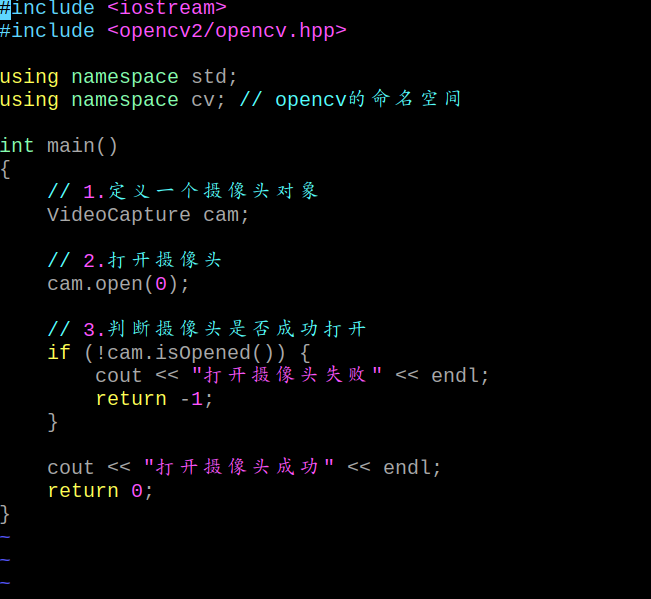 #include <iostream>
#include <opencv2/opencv.hpp>

using namespace std;
using namespace cv; // opencv的命名空间

int main()
{
    // 1.定义一个摄像头对象
    VideoCapture cam;

    // 2.打开摄像头
    cam.open(0);

    // 3.判断摄像头是否成功打开
    if (!cam.isOpened()) {
        cout << "打开摄像头失败" << endl;
        return -1;
    }

    cout << "打开摄像头成功" << endl;
    return 0;
}
~
~
~